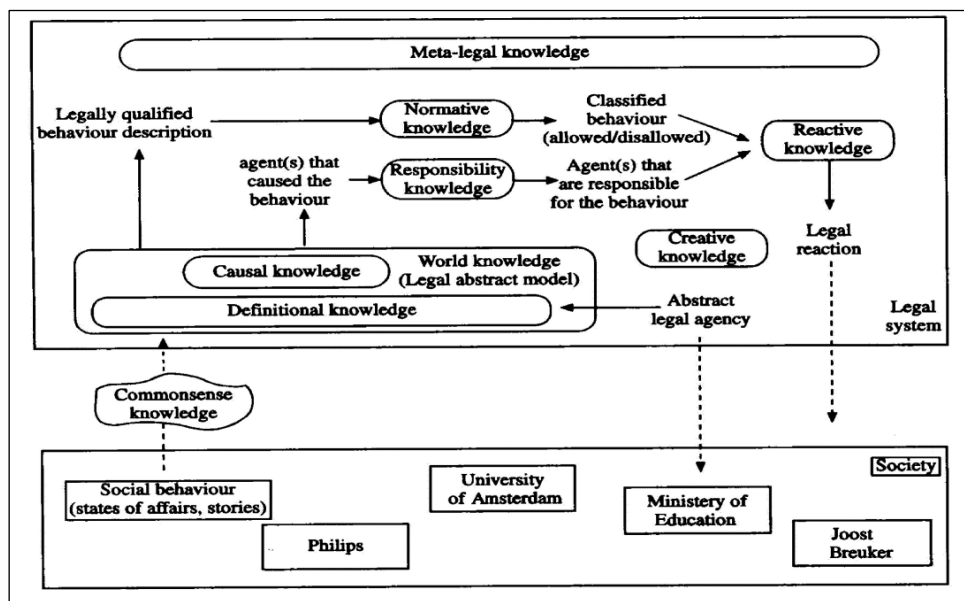 Meta-legal knowledge
Legally qualified
behaviour description
Normative
knowledge
Classified
behaviour
(allowed/disallowed)
Reactive
knowledge
agent(s) that
caused the
behaviour
Responsibility
knowledge
Agent(s) that
are responsible
for the behaviour
Creative
knowledge
Legal
reaction
Causal knowledge
World knowledge
(Legal abstract model)
Definitional knowledge
Abstract
legal agency
Legal
system
Commonsense
knowledge
Society
Social behaviour
(states of affairs, stories)
Philips
University
of Amsterdam
Ministery of
Education
Joost
Breuker